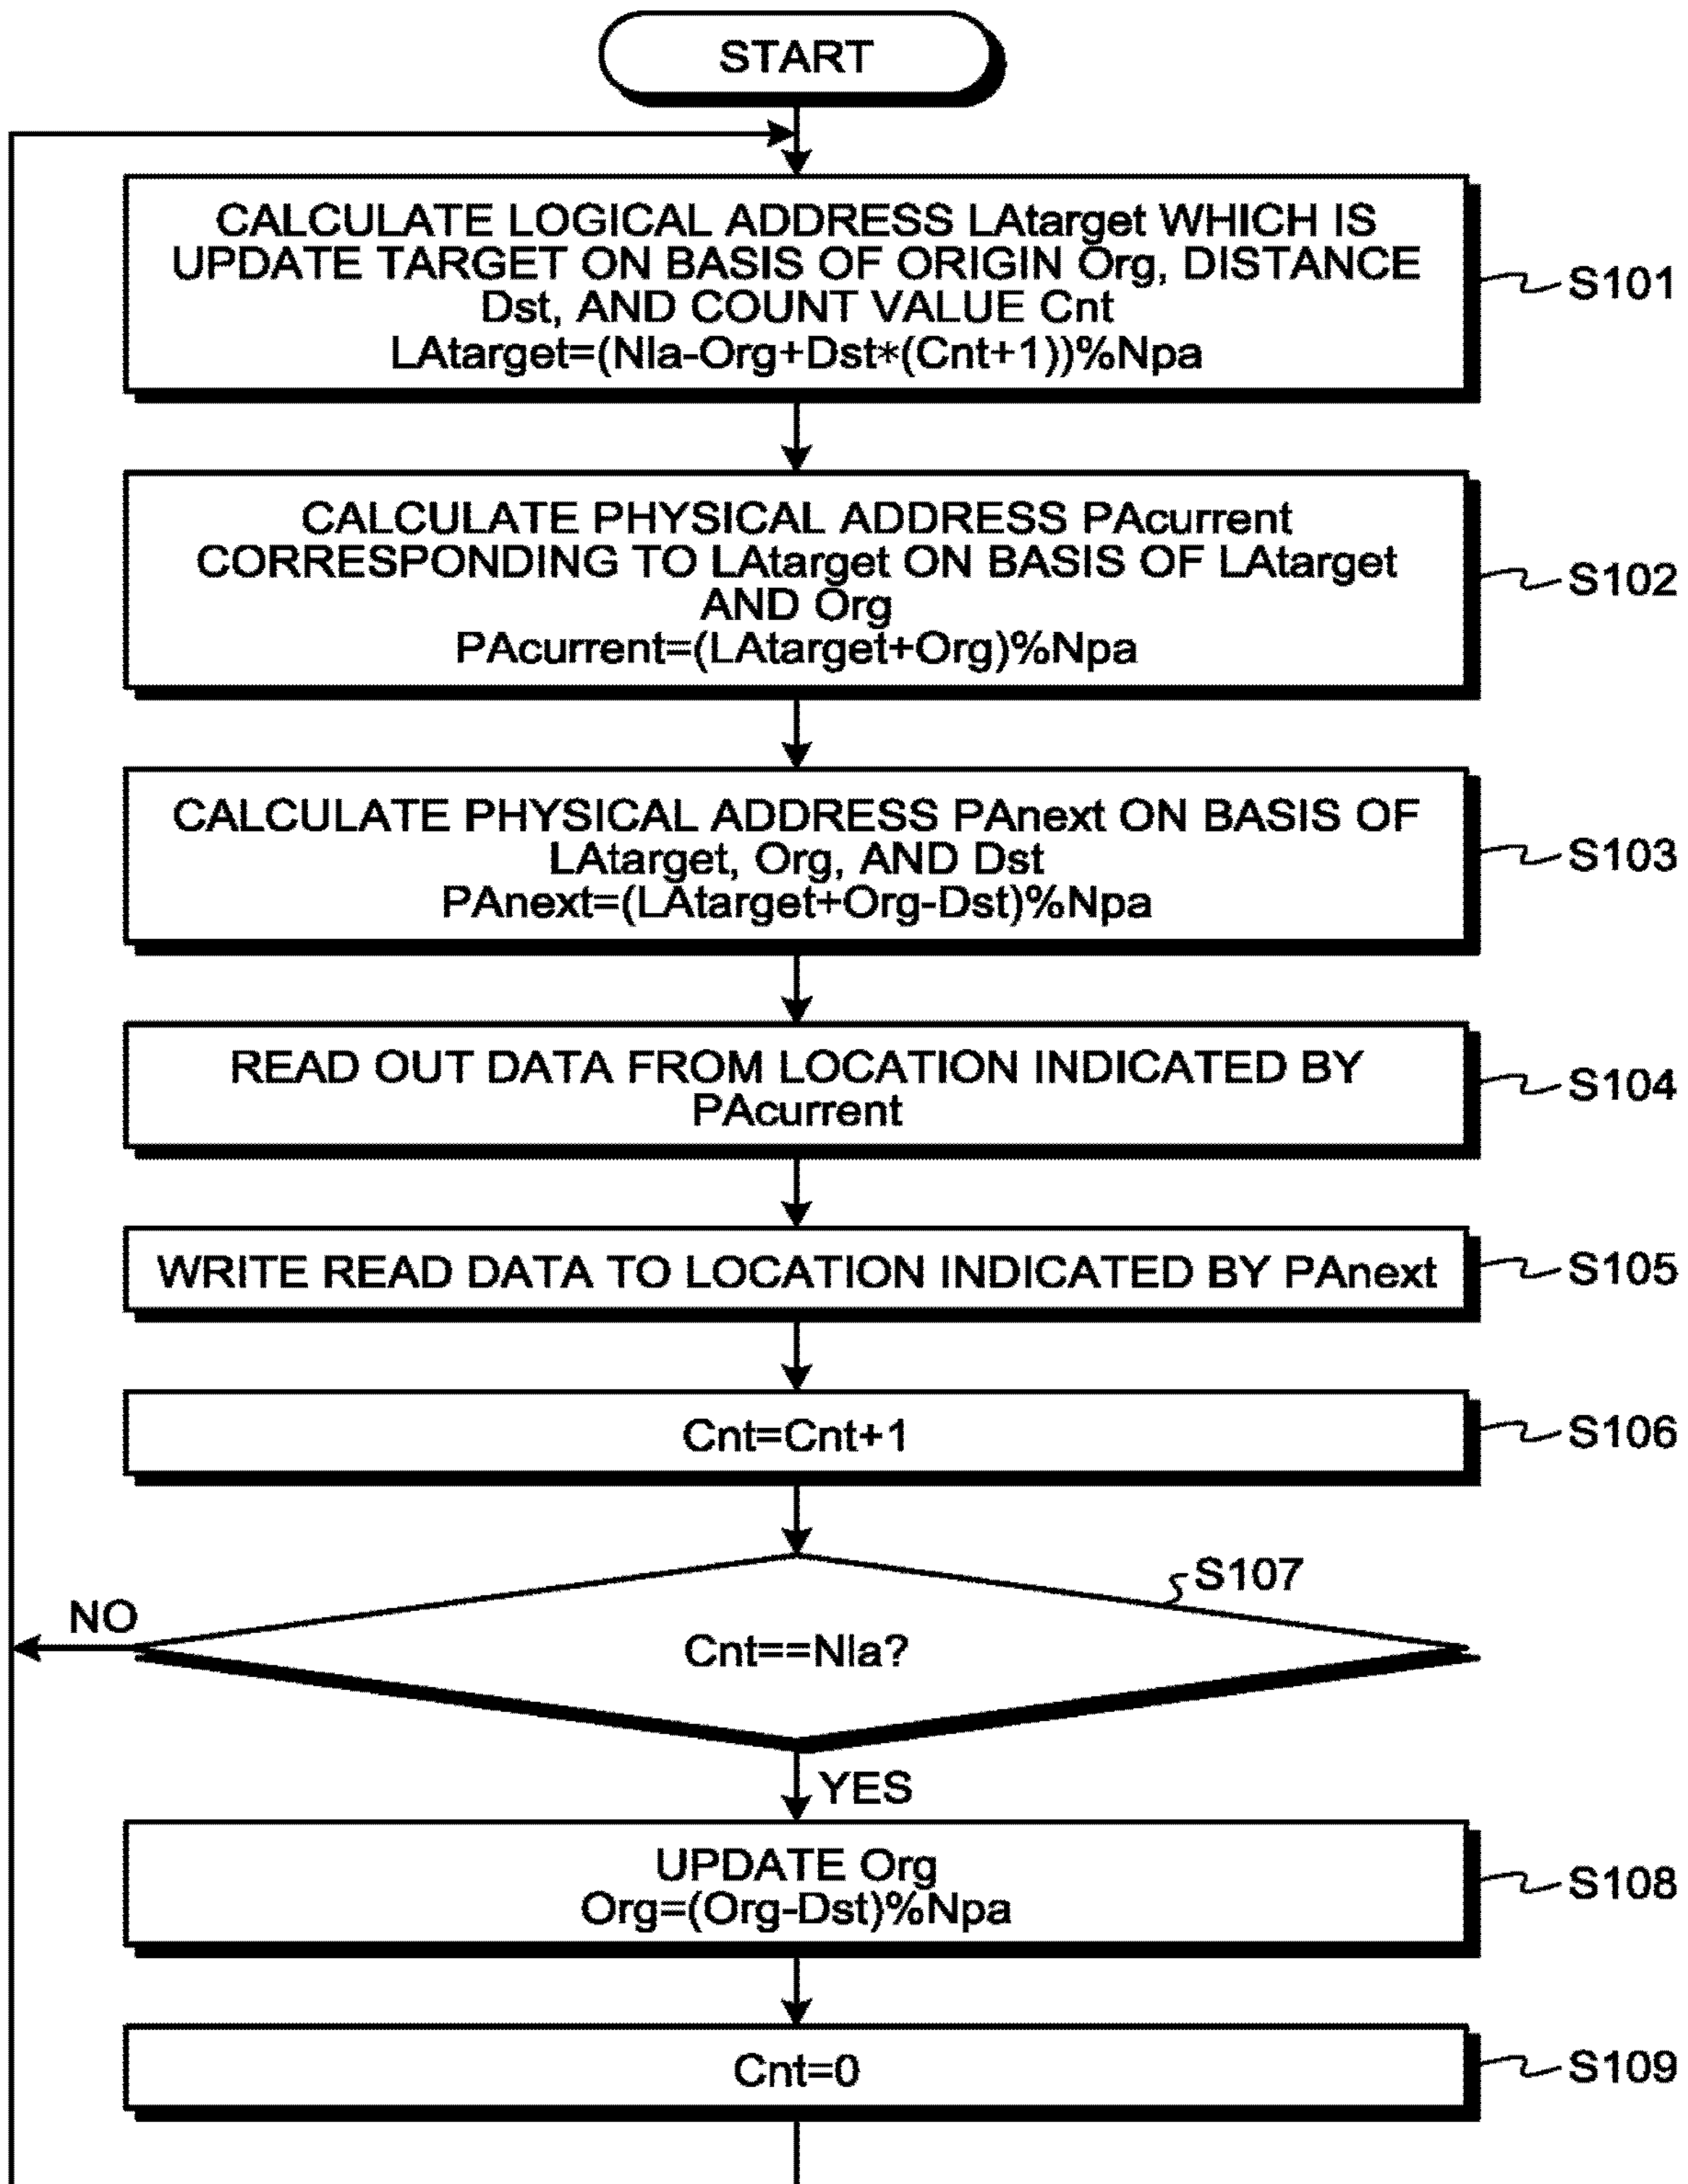 START
CALCULATE LOGICAL ADDRESS LAtarget WHICH IS
UPDATE TARGET ON BASIS OF ORIGIN Org, DISTANCE
Dst, AND COUNT VALUE Cnt
LAtarget=(Nla-Org+Dst*(Cnt+1))%Npa
S101
CALCULATE PHYSICAL ADDRESS PAcurrent
CORRESPONDING TO LAtarget ON BASIS OF LAtarget
AND Org
PAcurrent=(LAtarget+Org)%Npa
S102
CALCULATE PHYSICAL ADDRESS PAnext ON BASIS OF
LAtarget, Org, AND Dst
PAnext=(LAtarget+Org-Dst)%Npa
S103
READ OUT DATA FROM LOCATION INDICATED BY
PAcurrent
S104
WRITE READ DATA TO LOCATION INDICATED BY PAnext
S105
Cnt=Cnt+1
S106
S107
NO
Cnt==Nla?
YES
UPDATE Org
Org=(Org-Dst)%Npa
S108
Cnt=0
S109